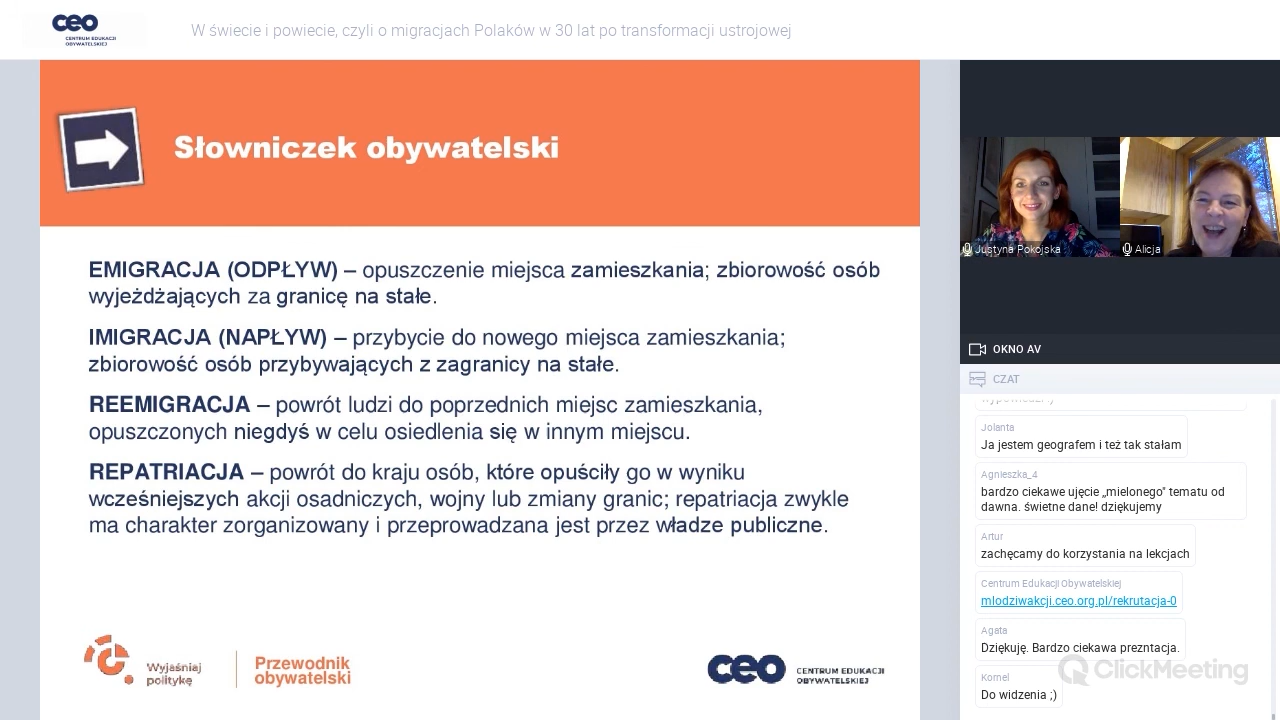 ceo
CENTRUM EDUKACJI
OBYWATELSKIEJ
W świecie i powiecie, czyli o migracjach Polaków w 30 lat po transformacji ustrojowej
Słowniczek obywatelski
EMIGRACJA (ODPŁYW) – opuszczenie miejsca zamieszkania; zbiorowość osób
wyjeżdżających za granicę na stałe.
IMIGRACJA (NAPŁYW) – przybycie do nowego miejsca zamieszkania;
zbiorowość osób przybywających z zagranicy na stałe.
REEMIGRACJA – powrót ludzi do poprzednich miejsc zamieszkania,
opuszczonych niegdyś w celu osiedlenia się w innym miejscu.
REPATRIACJA – powrót do kraju osób, które opuściły go w wyniku
wcześniejszych akcji osadniczych, wojny lub zmiany granic; repatriacja zwykle
ma charakter zorganizowany i przeprowadzana jest przez władze publiczne.
Wyjaśniaj
politykę
Przewodnik
obywatelski
ceo
CENTRUM EDUKACJI
OBYWATELSKIEJ
Justyna Pokojska
Alicja
OKNO AV
CZAT
Jolanta
Ja jestem geografem i też tak stałam
Agnieszka_4
bardzo ciekawe ujęcie „mielonego" tematu od
dawna. świetne dane! dziękujemy
Artur
zachęcamy do korzystania na lekcjach
Centrum Edukacji Obywatelskiej
mlodziwakcji.ceo.org.pl/rekrutacja-0
Agata
Dziękuję. Bardzo ciekawa prezntacja.
Kornel
Do widzenia ;)
ClickMeeting